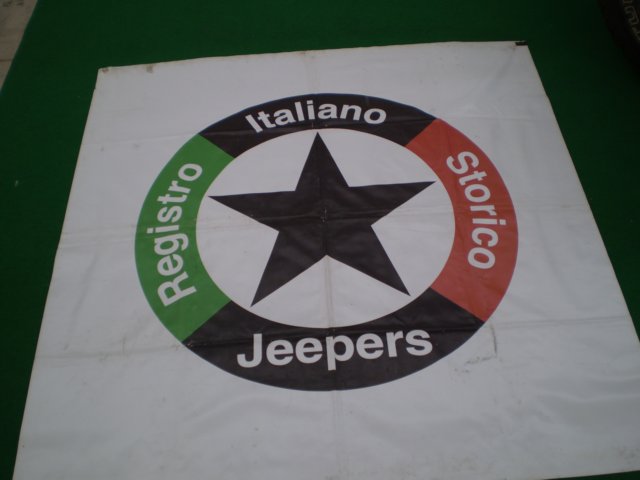 Registro
Italiano
Storico
Jeepers